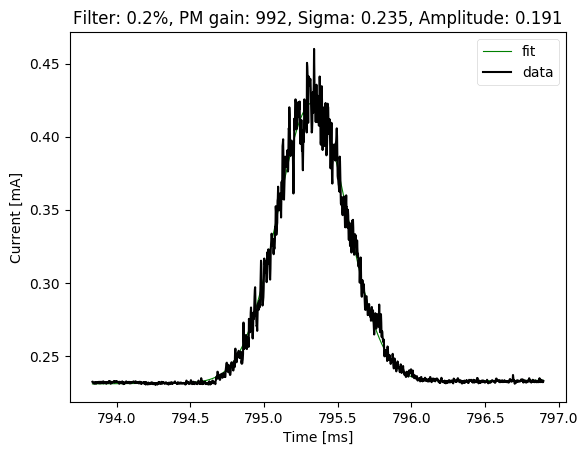 Filter: 0.2%, PM gain: 992, Sigma: 0.235, Amplitude: 0.191
fit
data
0.45
0.40
0.35
0.30
0.25
Current [mA]
794.0 794.5 795.0 795.5 796.0 796.5 797.0
Time [ms]